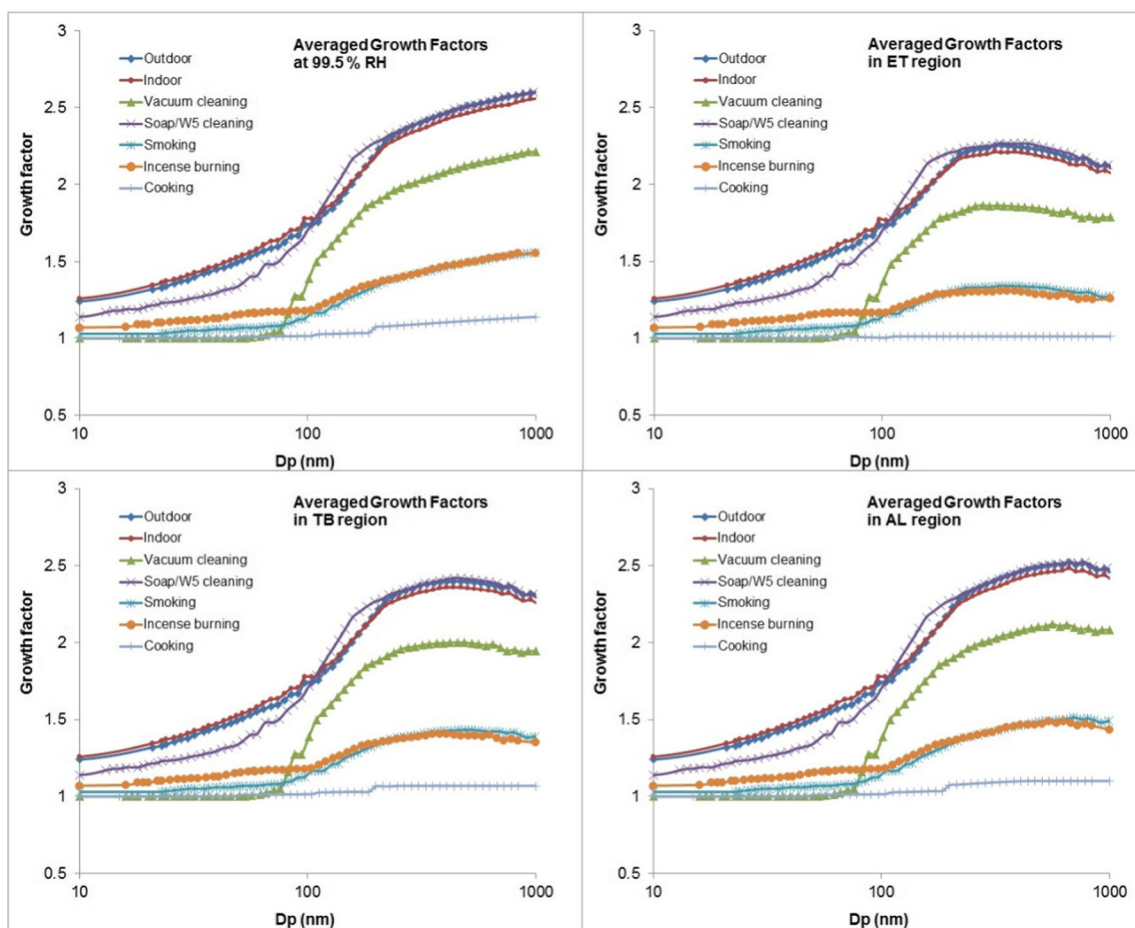 3
2.5
2
1.5
1
0.5
Growth factor
Averaged Growth Factors
at 99.5 % RH
Outdoor
Indoor
Vacuum cleaning
Soap/W5 cleaning
Smoking
Incense burning
Cooking
10 100 1000
Dp (nm)
3
2.5
2
1.5
1
0.5
Growth factor
Averaged Growth Factors
in ET region
Outdoor
Indoor
Vacuum cleaning
Soap/W5 cleaning
Smoking
Incense burning
Cooking
10 100 1000
Dp (nm)
3
2.5
2
1.5
1
0.5
Growth factor
Averaged Growth Factors
in TB region
Outdoor
Indoor
Vacuum cleaning
Soap/W5 cleaning
Smoking
Incense burning
Cooking
10 100 1000
Dp (nm)
3
2.5
2
1.5
1
0.5
Growth factor
Averaged Growth Factors
in AL region
Outdoor
Indoor
Vacuum cleaning
Soap/W5 cleaning
Smoking
Incense burning
Cooking
10 100 1000
Dp (nm)